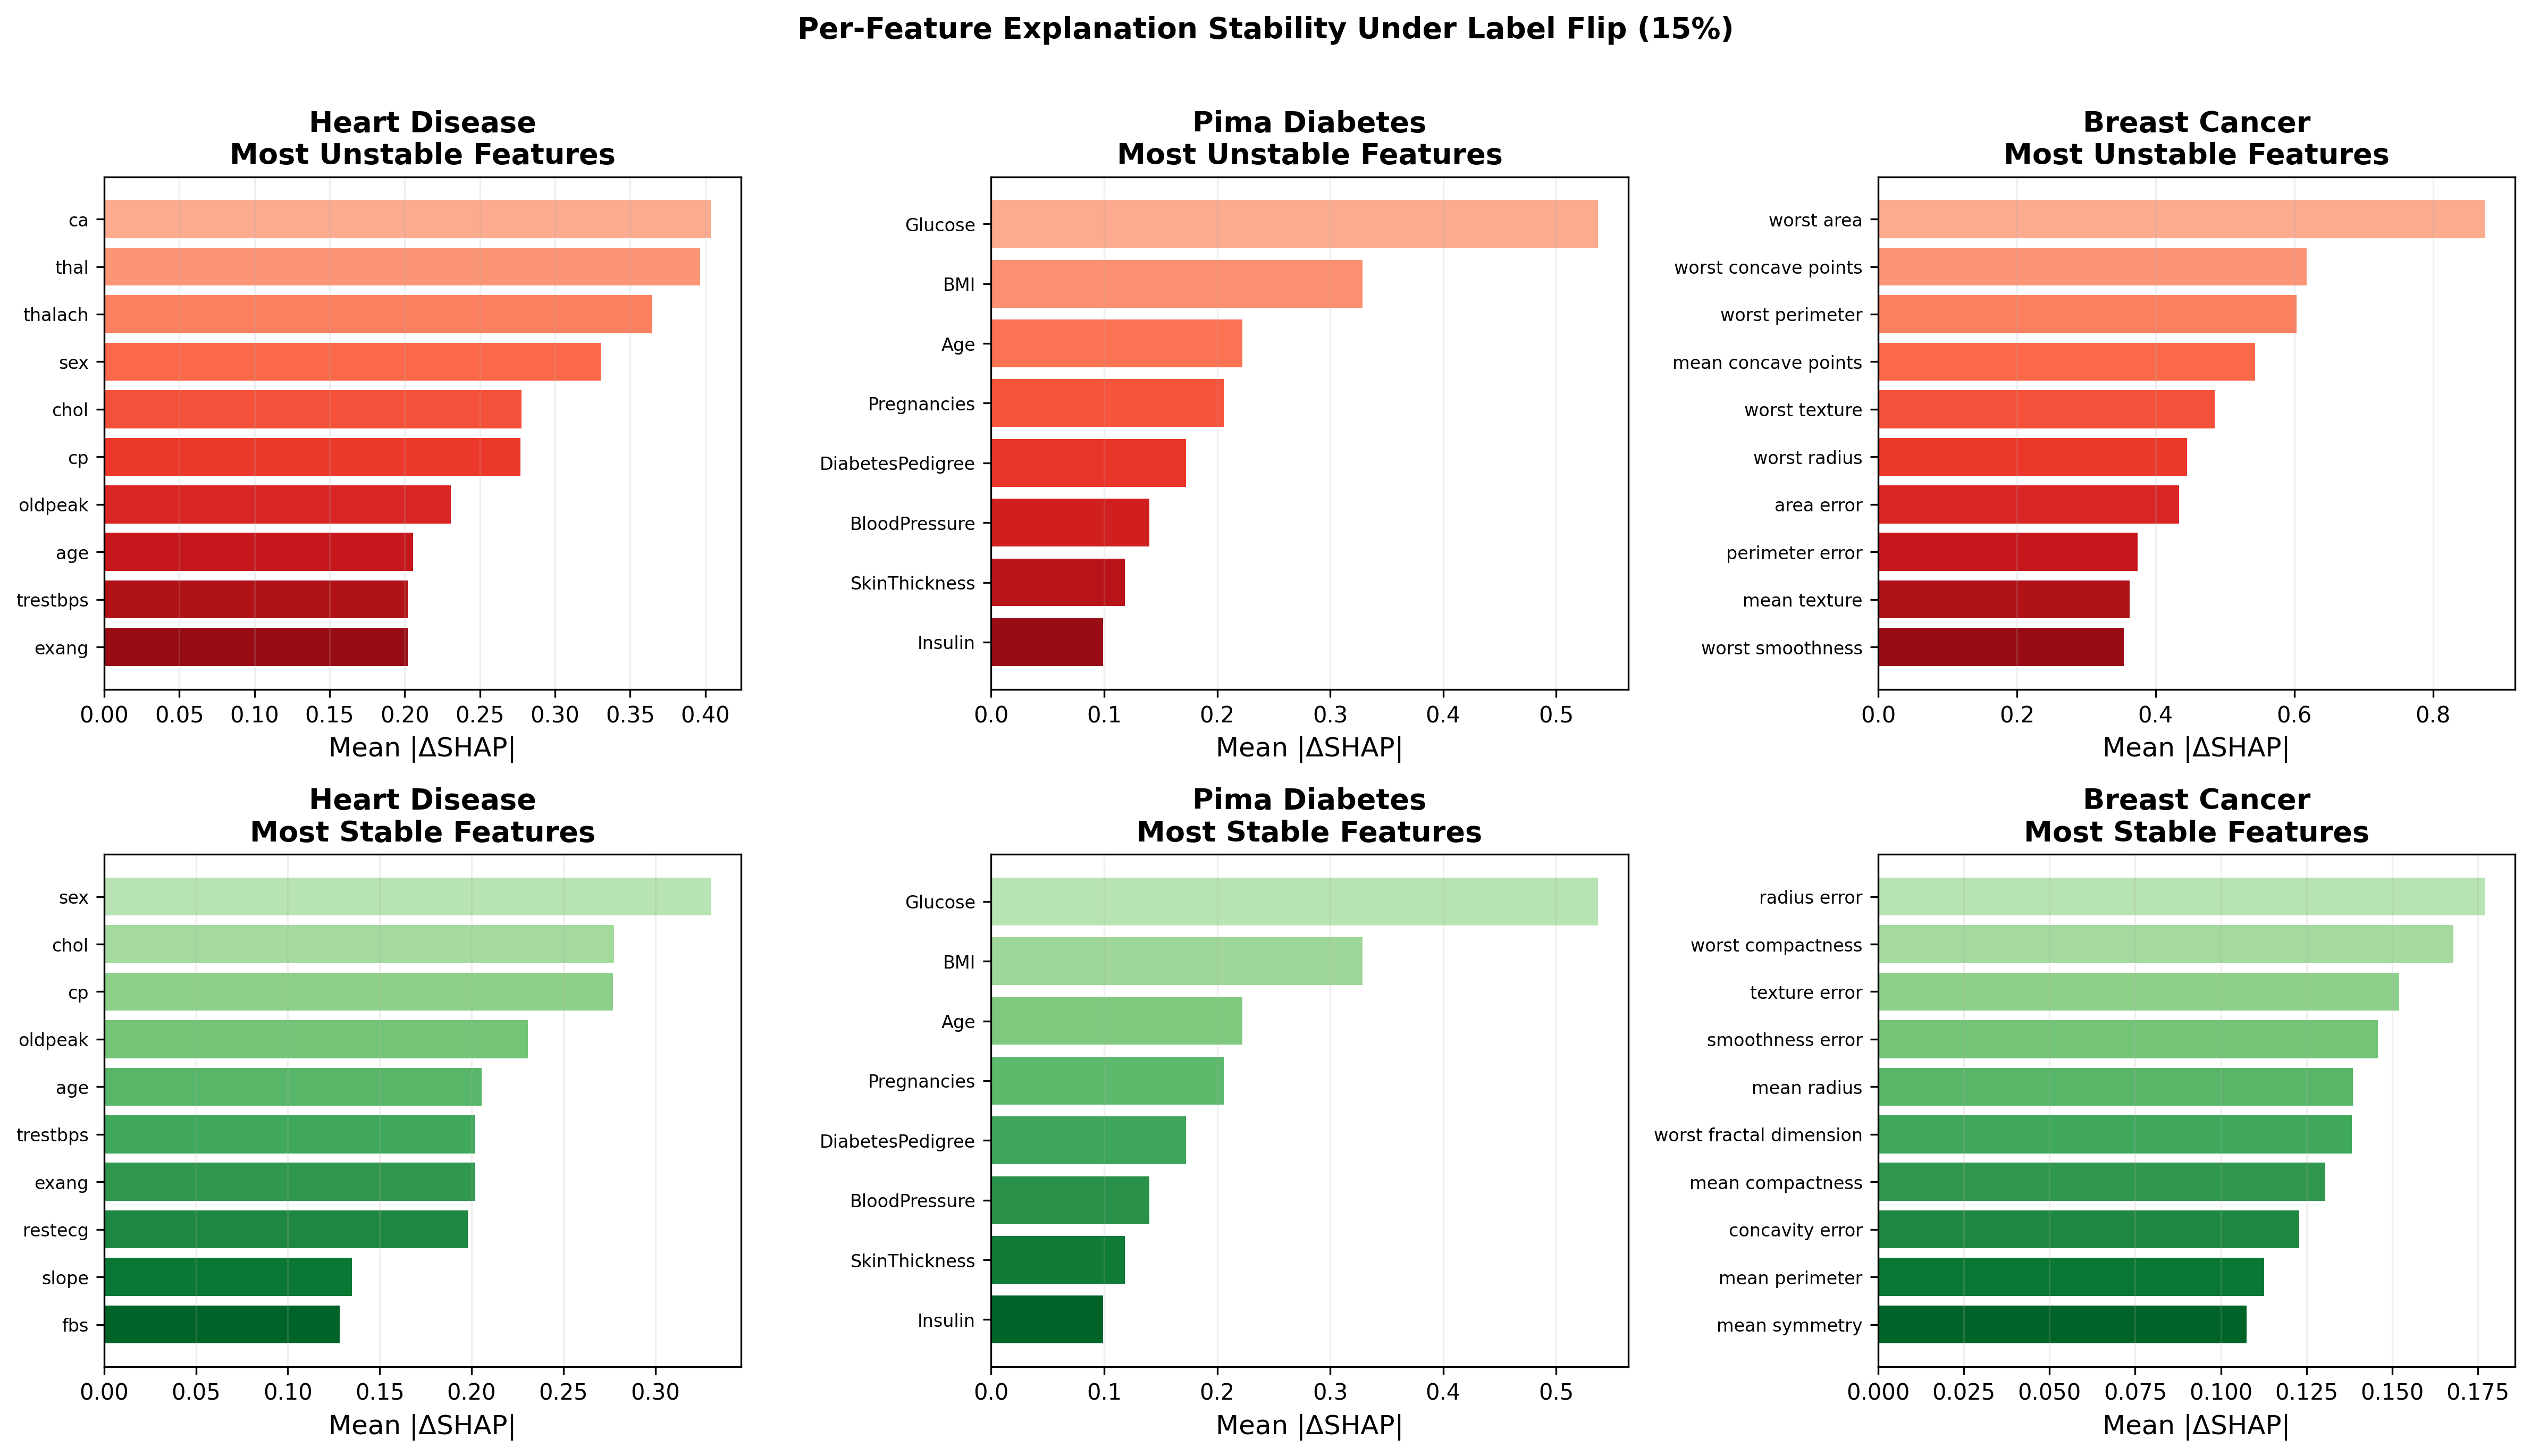 Per-Feature Explanation Stability Under Label Flip (15%)
Heart Disease
Most Unstable Features
ca
thal
thalach
sex
chol
cp
oldpeak
age
trestbps
exang
0.00 0.05 0.10 0.15 0.20 0.25 0.30 0.35 0.40
Mean |ΔSHAP|
Pima Diabetes
Most Unstable Features
Glucose
BMI
Age
Pregnancies
DiabetesPedigree
BloodPressure
SkinThickness
Insulin
0.0 0.1 0.2 0.3 0.4 0.5
Mean |ΔSHAP|
Breast Cancer
Most Unstable Features
worst area
worst concave points
worst perimeter
mean concave points
worst texture
worst radius
area error
perimeter error
mean texture
worst smoothness
0.0 0.2 0.4 0.6 0.8
Mean |ΔSHAP|
Heart Disease
Most Stable Features
sex
chol
cp
oldpeak
age
trestbps
exang
restecg
slope
fbs
0.00 0.05 0.10 0.15 0.20 0.25 0.30
Mean |ΔSHAP|
Pima Diabetes
Most Stable Features
Glucose
BMI
Age
Pregnancies
DiabetesPedigree
BloodPressure
SkinThickness
Insulin
0.0 0.1 0.2 0.3 0.4 0.5
Mean |ΔSHAP|
Breast Cancer
Most Stable Features
radius error
worst compactness
texture error
smoothness error
mean radius
worst fractal dimension
mean compactness
concavity error
mean perimeter
mean symmetry
0.000 0.025 0.050 0.075 0.100 0.125 0.150 0.175
Mean |ΔSHAP|